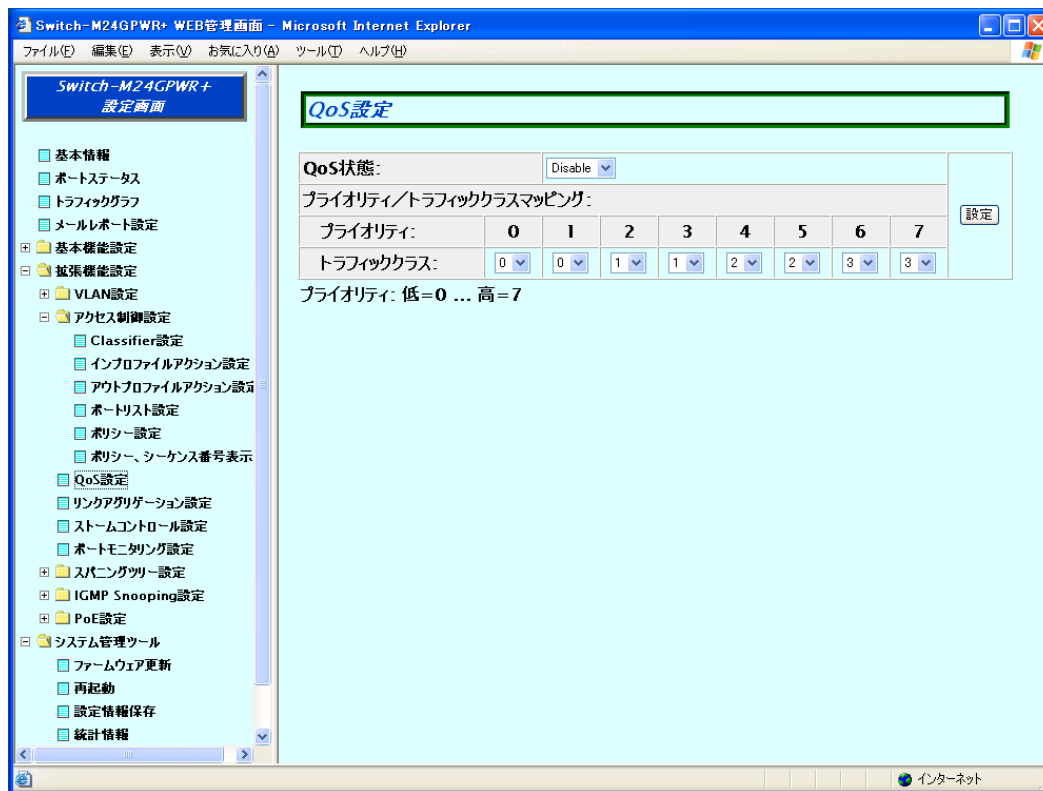 Switch-M24GPWR+ WEB管理画面 - Microsoft Internet Explorer
ファイル(F) 編集(E) 表示(V) お気に入り(A) ツール(T) ヘルプ(H)
Switch-M24GPWR+
設定画面
基本情報
ポートステータス
トラフィックグラフ
メールレポート設定
基本機能設定
拡張機能設定
VLAN設定
アクセス制御設定
Classifier設定
インプロファイルアクション設定
アウトプロファイルアクション設定
ポートリスト設定
ポリシー設定
ポリシー、シーケンス番号表示
QoS設定
リンクアグリゲーション設定
ストームコントロール設定
ポートモニタリング設定
スパニングツリー設定
IGMP Snooping設定
PoE設定
システム管理ツール
ファームウェア更新
再起動
設定情報保存
統計情報
QoS設定
QoS状態: Disable
プライオリティ/トラフィッククラスマッピング:
設定
プライオリティ: 0 1 2 3 4 5 6 7
トラフィッククラス: 0 0 1 1 2 2 3 3
プライオリティ: 低=0 ... 高=7
インターネット